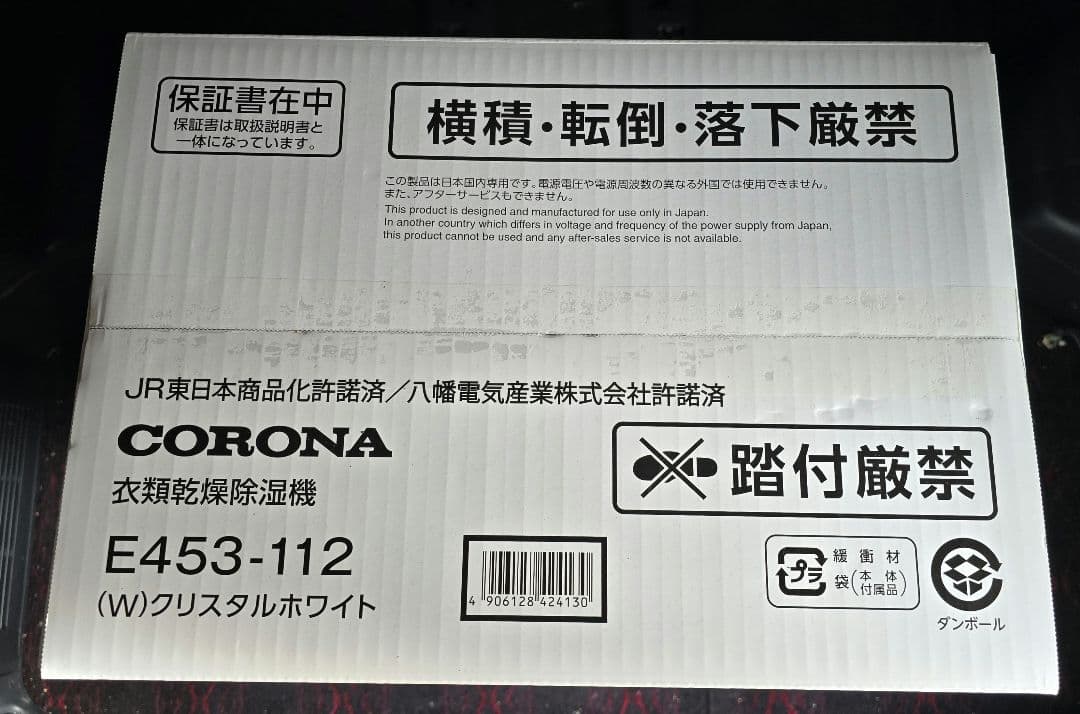 保証書在中
保証書は取扱説明書と
一体になっています。
横積・転倒・落下厳禁
この製品は日本国内専用です。電源電圧や電源周波数の異なる外国では使用できません。
また、アフターサービスもできません。
This product is designed and manufactured for use only in Japan.
In another country which differs in voltage and frequency of the power supply from Japan,
this product cannot be used and any after-sales service is not available.
JR東日本商品化許諾済/八幡電気産業株式会社許諾済
CORONA
衣類乾燥除湿機
E453-112
(W)クリスタルホワイト
4 906128 424130
踏付厳禁
プラ
緩衝材
袋(本体付属品)
ダンボール